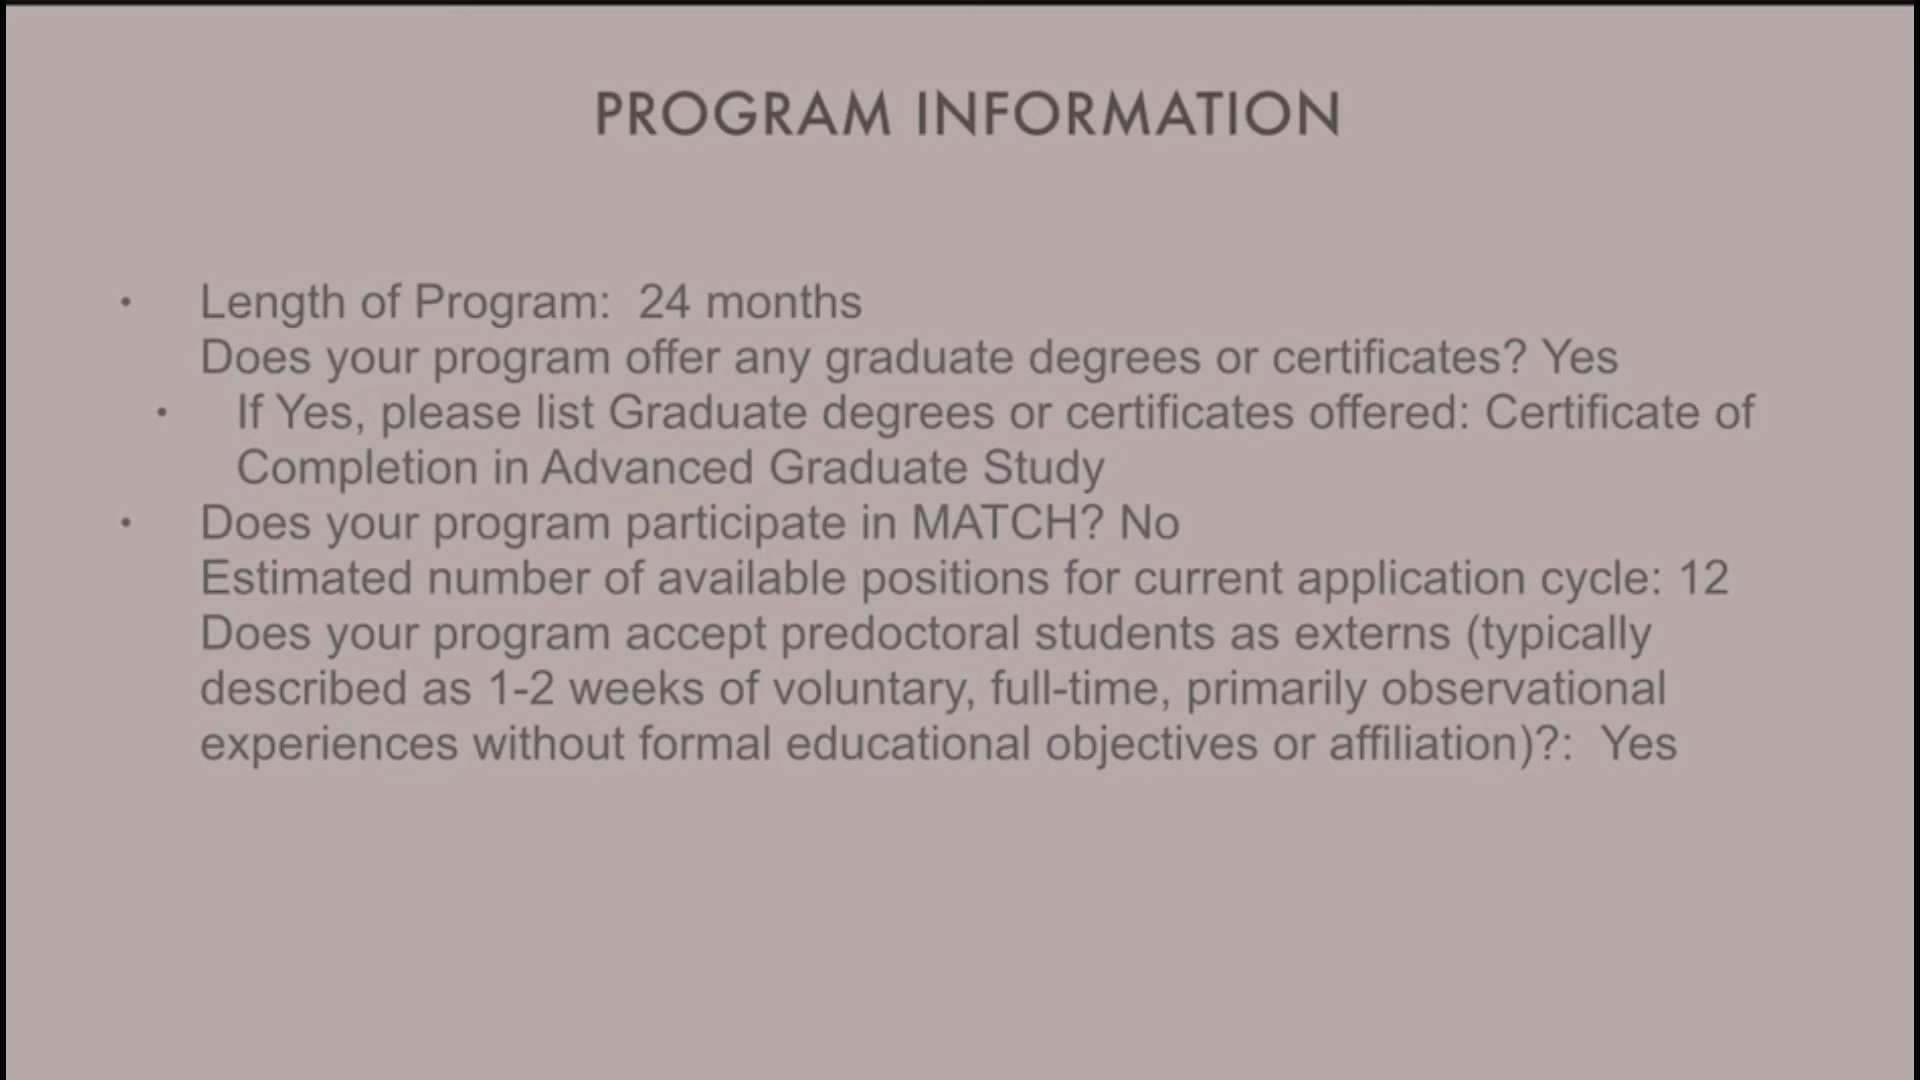 PROGRAM INFORMATION
• Length of Program:  24 months
Does your program offer any graduate degrees or certificates? Yes
• If Yes, please list Graduate degrees or certificates offered: Certificate of
Completion in Advanced Graduate Study
• Does your program participate in MATCH? No
Estimated number of available positions for current application cycle: 12
Does your program accept predoctoral students as externs (typically
described as 1-2 weeks of voluntary, full-time, primarily observational
experiences without formal educational objectives or affiliation)?:  Yes